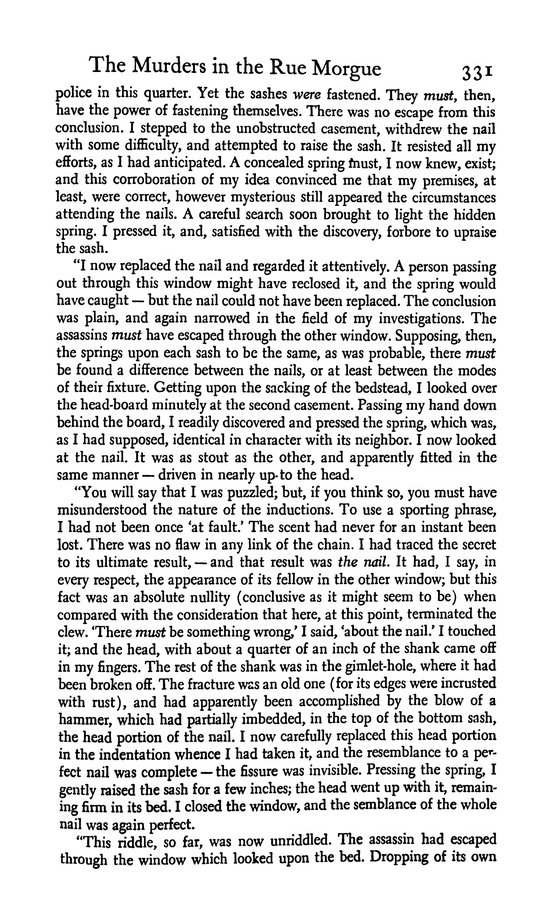 The Murders in the Rue Morgue 331
police in this quarter. Yet the sashes were fastened. They must, then,
have the power of fastening themselves. There was no escape from this
conclusion. I stepped to the unobstructed casement, withdrew the nail
with some difficulty, and attempted to raise the sash. It resisted all my
efforts, as I had anticipated. A concealed spring must, I now knew, exist;
and this corroboration of my idea convinced me that my premises, at
least, were correct, however mysterious still appeared the circumstances
attending the nails. A careful search soon brought to light the hidden
spring. I pressed it, and, satisfied with the discovery, forbore to upraise
the sash.
“I now replaced the nail and regarded it attentively. A person passing
out through this window might have reclosed it, and the spring would
have caught — but the nail could not have been replaced. The conclusion
was plain, and again narrowed in the field of my investigations. The
assassins must have escaped through the other window. Supposing, then,
the springs upon each sash to be the same, as was probable, there must
be found a difference between the nails, or at least between the modes
of their fixture. Getting upon the sacking of the bedstead, I looked over
the head-board minutely at the second casement. Passing my hand down
behind the board, I readily discovered and pressed the spring, which was,
as I had supposed, identical in character with its neighbor. I now looked
at the nail. It was as stout as the other, and apparently fitted in the
same manner — driven in nearly up to the head.
“You will say that I was puzzled; but, if you think so, you must have
misunderstood the nature of the inductions. To use a sporting phrase,
I had not been once ‘at fault.’ The scent had never for an instant been
lost. There was no flaw in any link of the chain. I had traced the secret
to its ultimate result, — and that result was the nail. It had, I say, in
every respect, the appearance of its fellow in the other window; but this
fact was an absolute nullity (conclusive as it might seem to be) when
compared with the consideration that here, at this point, terminated the
clew. ‘There must be something wrong,’ I said, ‘about the nail.’ I touched
it; and the head, with about a quarter of an inch of the shank came off
in my fingers. The rest of the shank was in the gimlet-hole, where it had
been broken off. The fracture was an old one (for its edges were incrusted
with rust), and had apparently been accomplished by the blow of a
hammer, which had partially imbedded, in the top of the bottom sash,
the head portion of the nail. I now carefully replaced this head portion
in the indentation whence I had taken it, and the resemblance to a per-
fect nail was complete — the fissure was invisible. Pressing the spring, I
gently raised the sash for a few inches; the head went up with it, remain-
ing firm in its bed. I closed the window, and the semblance of the whole
nail was again perfect.
“This riddle, so far, was now unriddled. The assassin had escaped
through the window which looked upon the bed. Dropping of its own